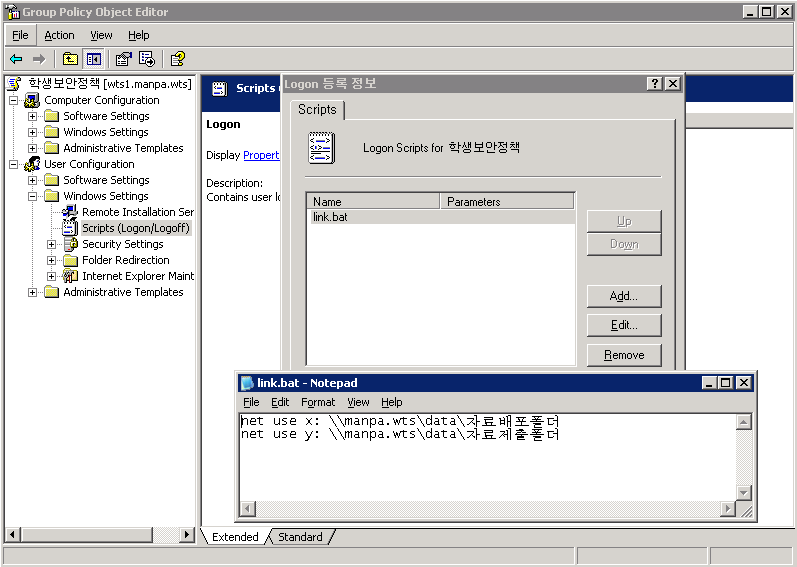 Group Policy Object Editor
File Action View Help
학생보안정책 [wts1.manpa.wts]
Computer Configuration
Software Settings
Windows Settings
Administrative Templates
User Configuration
Software Settings
Windows Settings
Remote Installation Ser
Scripts (Logon/Logoff)
Security Settings
Folder Redirection
Internet Explorer Maint
Administrative Templates
Scripts (
Logon
Display Propert
Description:
Contains user lo
Logon 등록 정보
Scripts
Logon Scripts for 학생보안정책
Name Parameters
link.bat
Up
Down
Add...
Edit...
Remove
link.bat - Notepad
File Edit Format View Help
net use x: \\manpa.wts\data\자료배포폴더
net use y: \\manpa.wts\data\자료제출폴더
Extended Standard